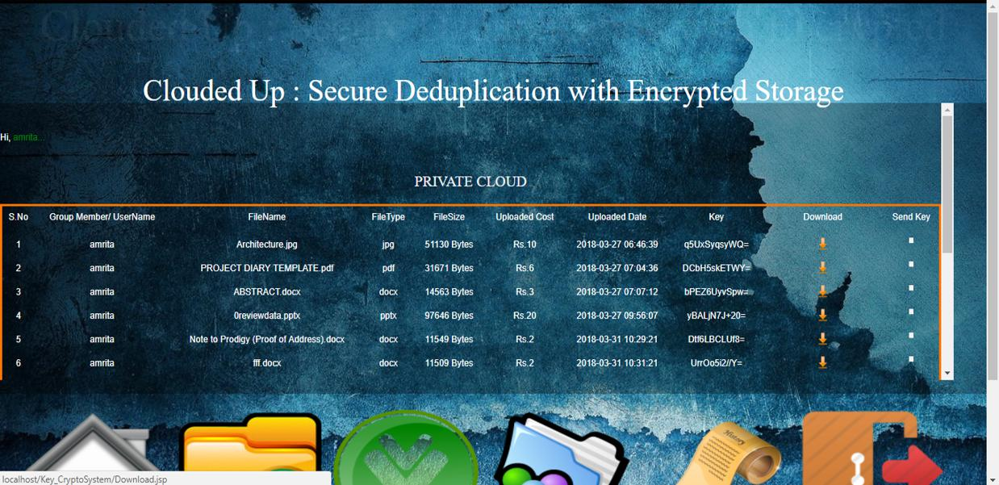 Clouded Up : Secure Deduplication with Encrypted Storage
Hi, amrita...
PRIVATE CLOUD
S.No Group Member/ UserName FileName FileType FileSize Uploaded Cost Uploaded Date Key Download Send Key
1 amrita Architecture.jpg jpg 51130 Bytes Rs.10 2018-03-27 06:46:39 q5UxSyqsyWQ=
2 amrita PROJECT DIARY TEMPLATE.pdf pdf 31671 Bytes Rs.6 2018-03-27 07:04:36 DCbH5skETWY=
3 amrita ABSTRACT.docx docx 14563 Bytes Rs.3 2018-03-27 07:07:12 bPEZ6UyvSpw=
4 amrita 0reviewdata.pptx pptx 97646 Bytes Rs.20 2018-03-27 09:56:07 yBALjN7J+20=
5 amrita Note to Prodigy (Proof of Address).docx docx 11549 Bytes Rs.2 2018-03-31 10:29:21 Dtf6LBCLUf8=
6 amrita fff.docx docx 11509 Bytes Rs.2 2018-03-31 10:31:21 UrrOo5i2//Y=
History
localhost/Key_CryptoSystem/Download.jsp